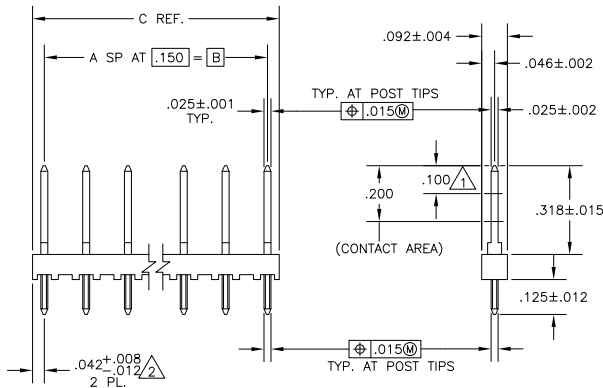 C REF.
.092±.004
A SP AT .150 = B
.046±.002
TYP. AT POST TIPS
.025±.001
TYP.
⌖ .015Ⓜ
.025±.002
.200
.100 1
.318±.015
(CONTACT AREA)
.125±.012
.042+.008 -.012 2
2 PL.
⌖ .015Ⓜ
TYP. AT POST TIPS